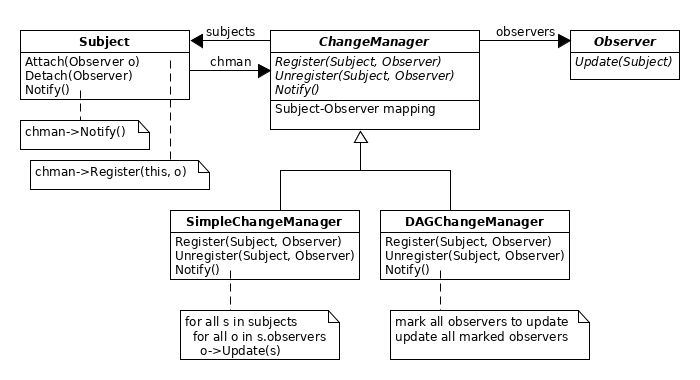 subjects
observers
Subject
ChangeManager
Observer
Attach(Observer o)
Detach(Observer)
Notify()
chman
Register(Subject, Observer)
Unregister(Subject, Observer)
Notify()
Subject-Observer mapping
Update(Subject)
chman->Notify()
chman->Register(this, o)
SimpleChangeManager
Register(Subject, Observer)
Unregister(Subject, Observer)
Notify()
DAGChangeManager
Register(Subject, Observer)
Unregister(Subject, Observer)
Notify()
for all s in subjects
for all o in s.observers
o->Update(s)
mark all observers to update
update all marked observers